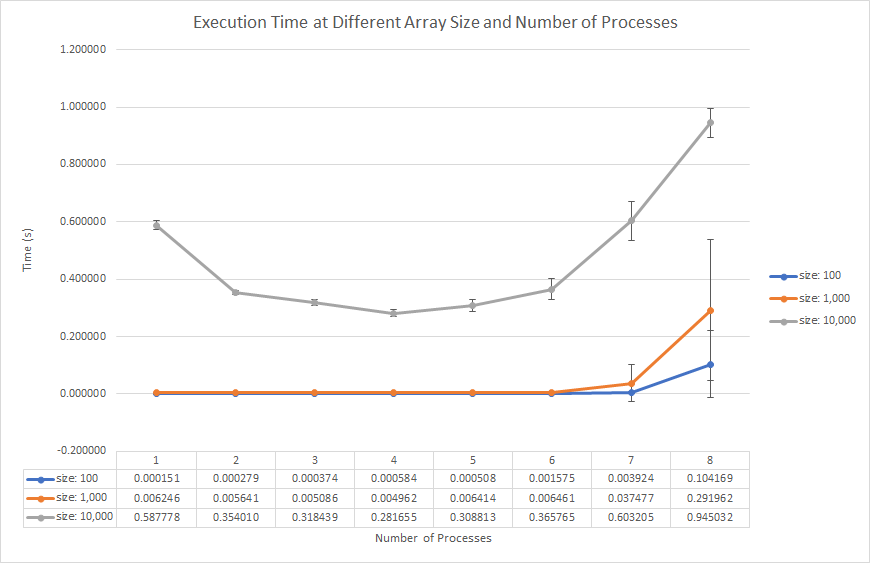 Execution Time at Different Array Size and Number of Processes
1.200000
1.000000
0.800000
0.600000
0.400000
0.200000
0.000000
-0.200000
Time (s)
size: 100
size: 1,000
size: 10,000
1 2 3 4 5 6 7 8
size: 100 0.000151 0.000279 0.000374 0.000584 0.000508 0.001575 0.003924 0.104169
size: 1,000 0.006246 0.005641 0.005086 0.004962 0.006414 0.006461 0.037477 0.291962
size: 10,000 0.587778 0.354010 0.318439 0.281655 0.308813 0.365765 0.603205 0.945032
Number of Processes